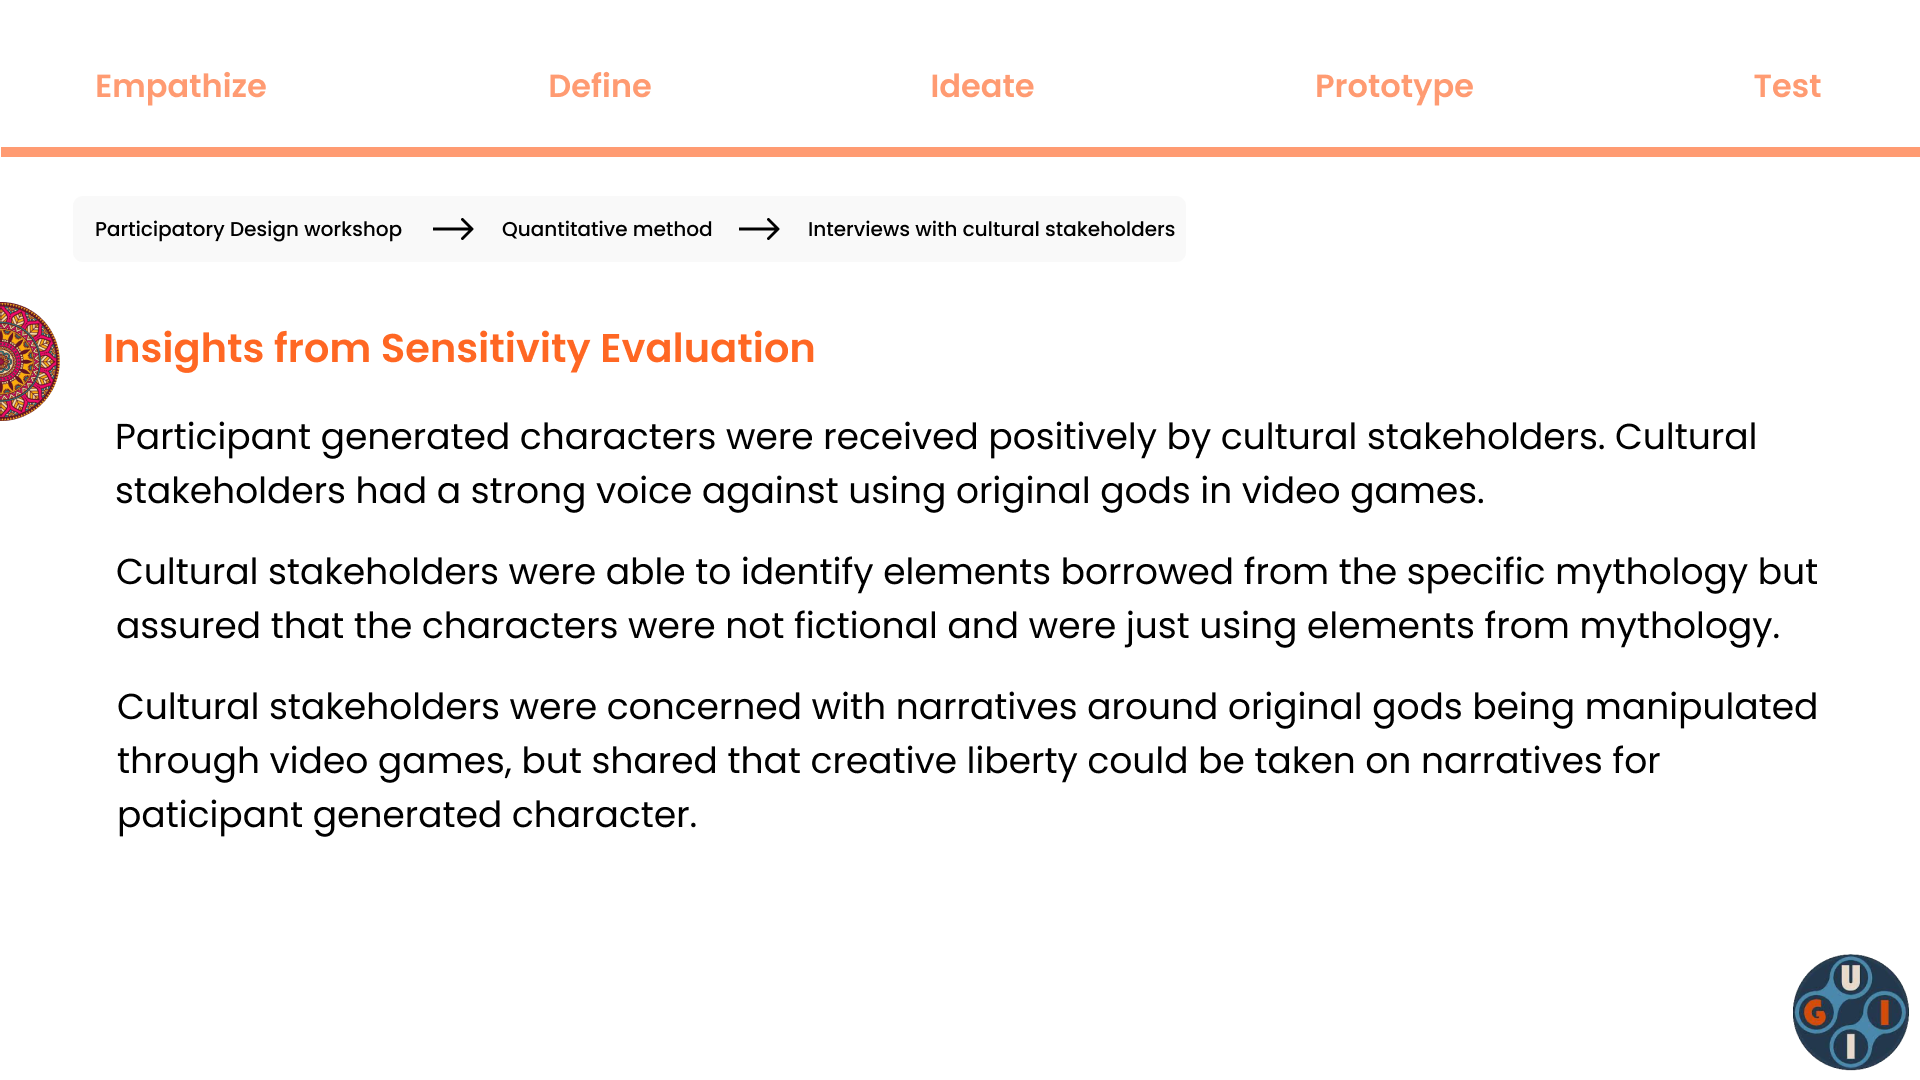 Empathize Define Ideate Prototype Test
Participatory Design workshop → Quantitative method → Interviews with cultural stakeholders
Insights from Sensitivity Evaluation
Participant generated characters were received positively by cultural stakeholders. Cultural
stakeholders had a strong voice against using original gods in video games.
Cultural stakeholders were able to identify elements borrowed from the specific mythology but
assured that the characters were not fictional and were just using elements from mythology.
Cultural stakeholders were concerned with narratives around original gods being manipulated
through video games, but shared that creative liberty could be taken on narratives for
paticipant generated character.
U
G I
I